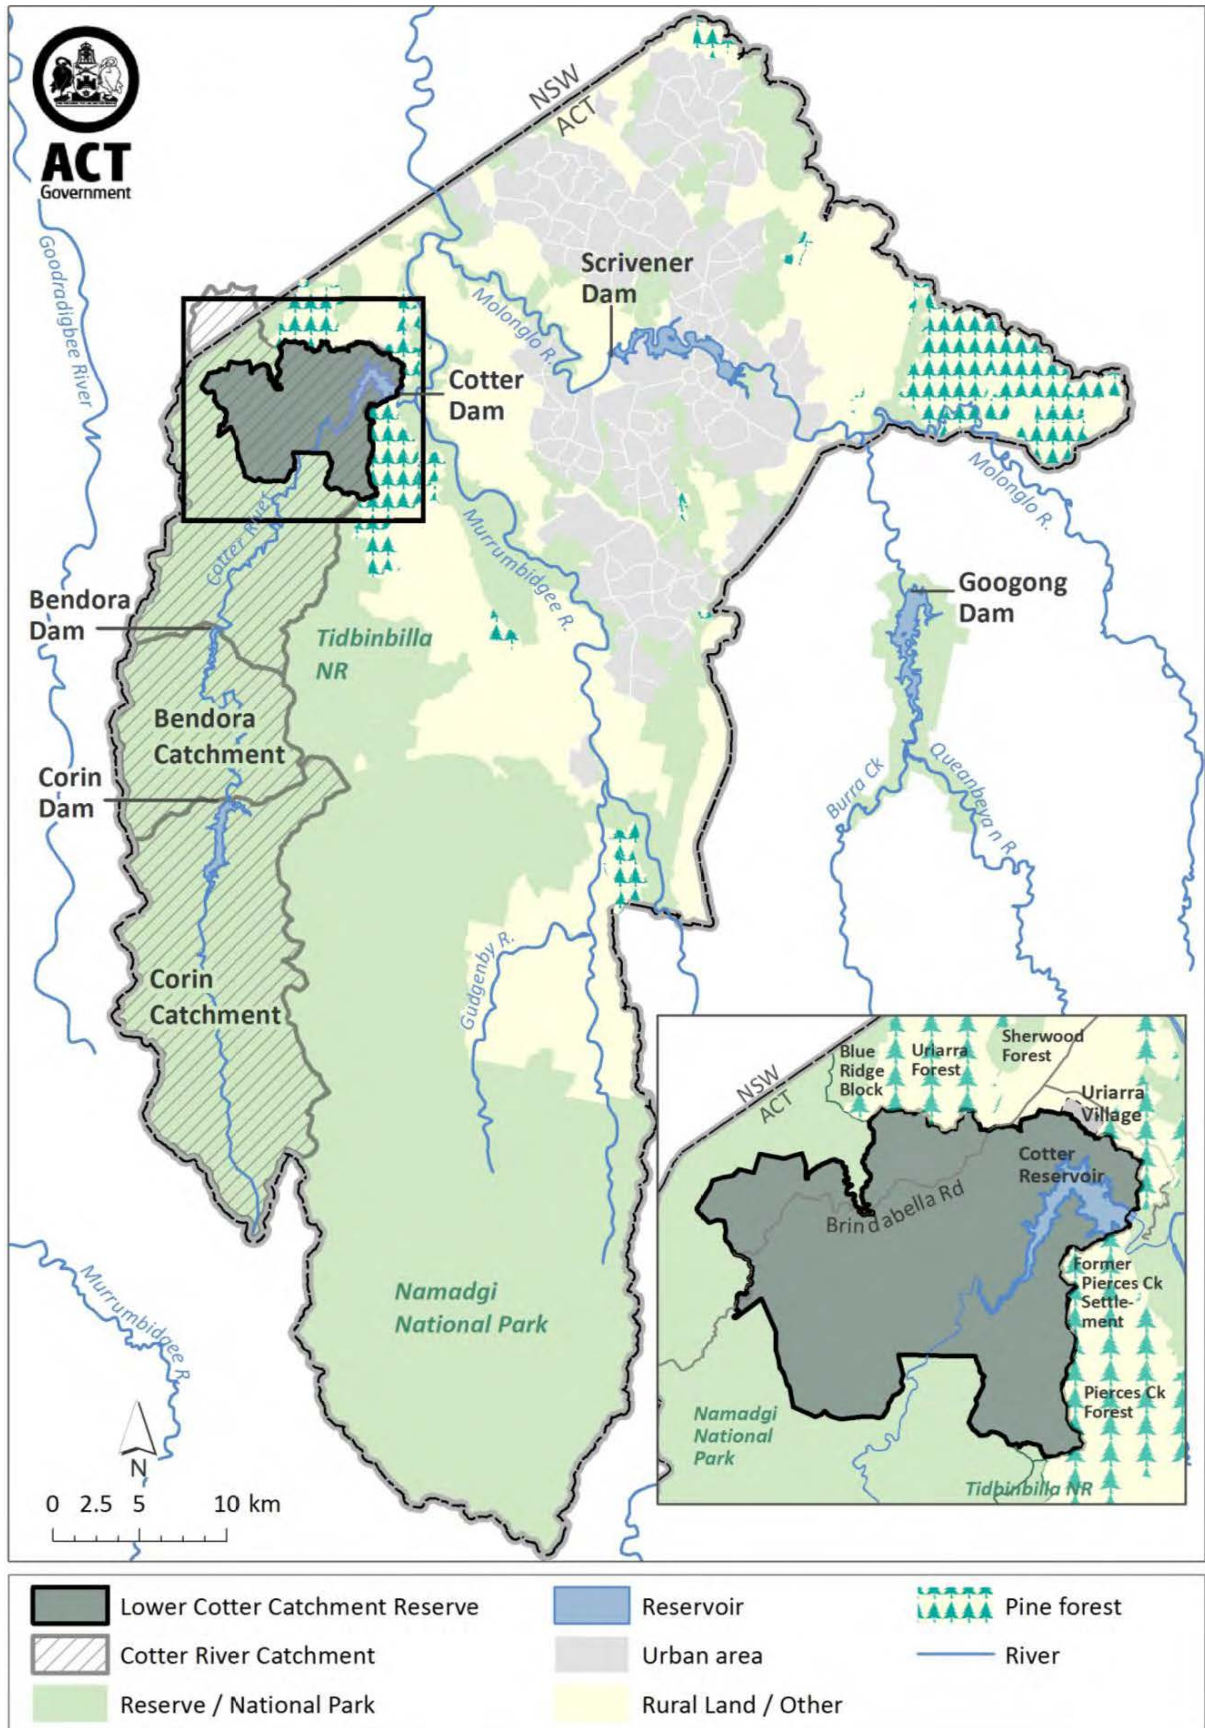 ACT
Government
NSW
ACT
Goodradigbee River
Scrivener
Dam
Molonglo R.
Cotter
Dam
Molonglo R.
Cotter River
Murrumbidgee R.
Bendora
Dam
Googong
Dam
Tidbinbilla
NR
Bendora
Catchment
Corin
Dam
Burra Ck
Queanbeyan R.
Corin
Catchment
Gudgenby R.
Murrumbidgee R.
Namadgi
National Park
N
0 2.5 5 10 km
NSW
ACT
Blue
Ridge
Block
Uriarra
Forest
Sherwood
Forest
Uriarra
Village
Cotter
Reservoir
Brindabella Rd
Former
Pierces Ck
Settle-
ment
Pierces Ck
Forest
Namadgi
National
Park
Tidbinbilla NR
Lower Cotter Catchment Reserve
Reservoir
Pine forest
Cotter River Catchment
Urban area
River
Reserve / National Park
Rural Land / Other